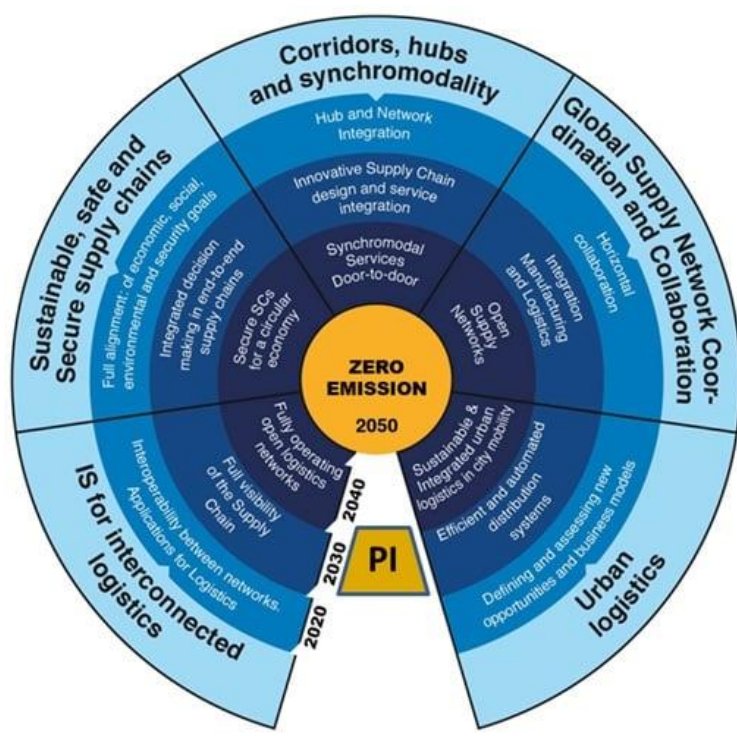 Corridors, hubs
and synchromodality
Hub and Network
Integration
Innovative Supply Chain
design and service
integration
Synchromodal
Services
Door-to-door
Global Supply Network Coor-
dination and Collaboration
Horizontal
collaboration
Integration
Manufacturing
and Logistics
Open
Supply
Networks
Urban
logistics
Defining and assessing new
opportunities and business models
Efficient and automated
distribution
systems
Sustainable &
Integrated urban
logistics in city mobility
IS for interconnected
logistics
Interoperability between networks.
Applications for Logistics
Full visibility
of the Supply
Chain
Fully operating
open logistics
networks
Sustainable, safe and
Secure supply chains
Full alignment: of economic, social,
environmental and security goals
Integrated decision
making in end-to-end
supply chains
Secure SCs
for a circular
economy
ZERO
EMISSION
2050
2040
2030
2020
PI